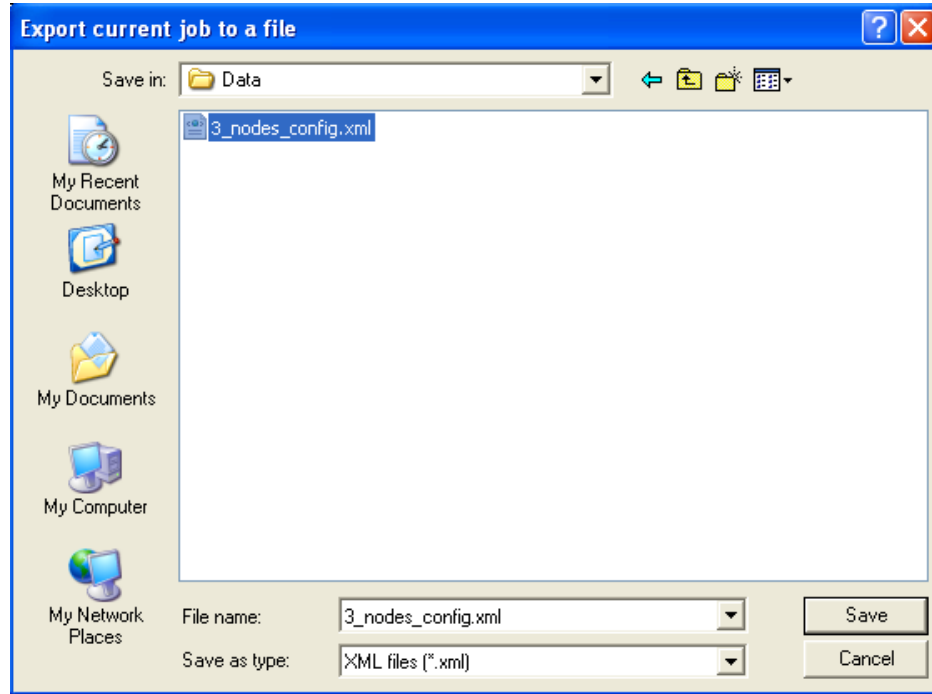 Export current job to a file
Save in:
Data
3_nodes_config.xml
My Recent
Documents
Desktop
My Documents
My Computer
My Network
Places
File name:
3_nodes_config.xml
Save
Save as type:
XML files (*.xml)
Cancel